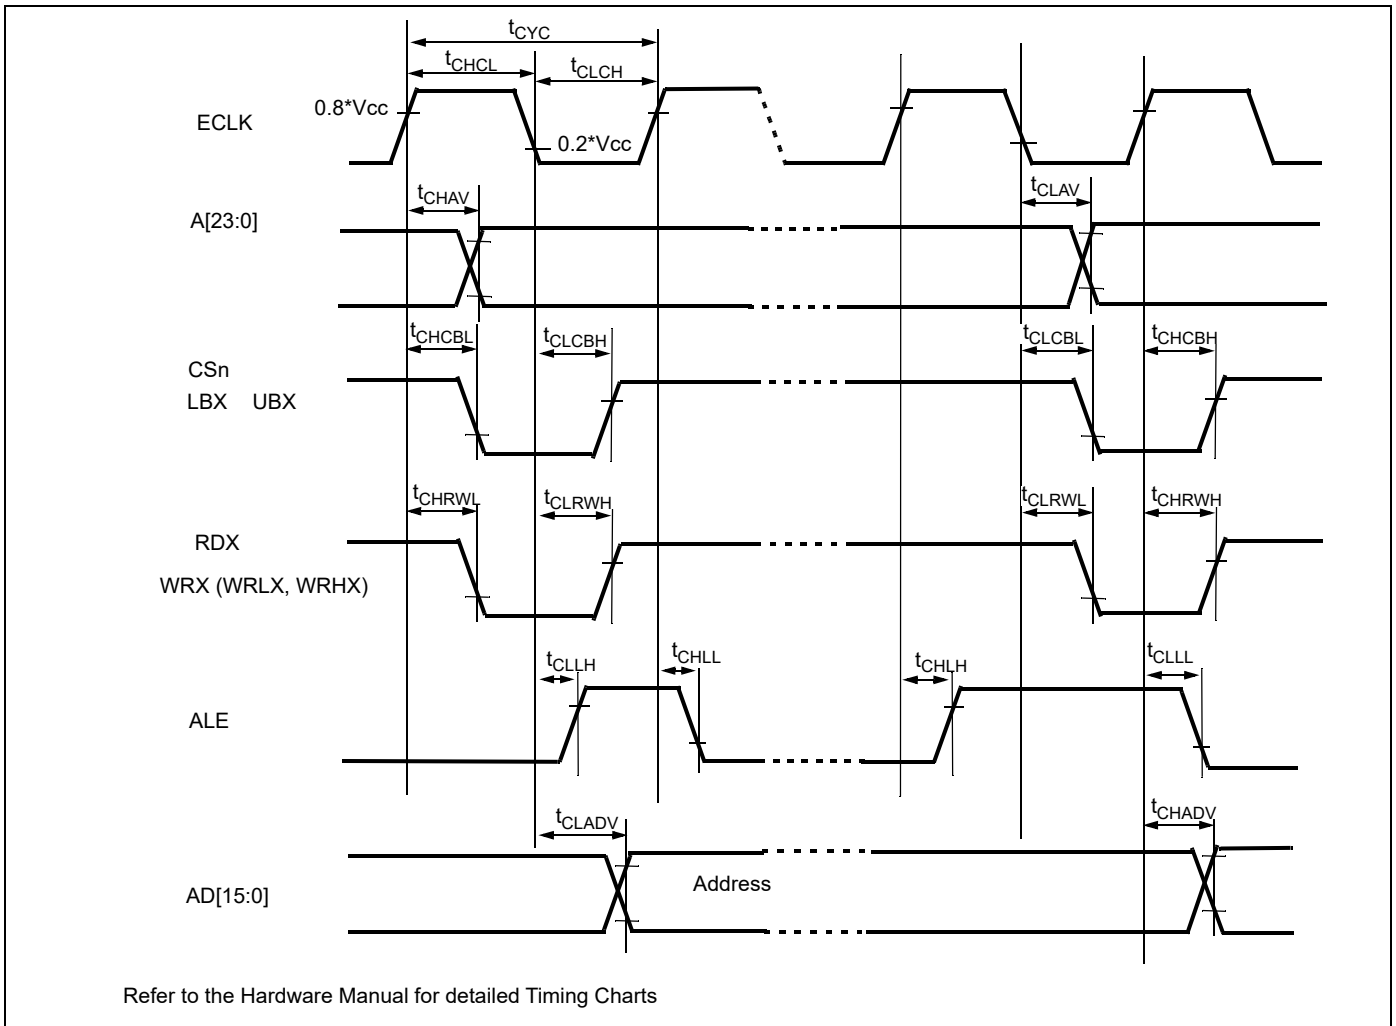 tCYC
tCHCL
tCLCH
0.8*Vcc
ECLK
0.2*Vcc
tCHAV
tCLAV
A[23:0]
tCHCBL
tCLCBH
tCLCBL
tCHCBH
CSn
LBX UBX
tCHRWL
tCLRWH
tCLRWL
tCHRWH
RDX
WRX (WRLX, WRHX)
tCLLH
tCHLL
tCHLH
tCLLL
ALE
tCLADV
tCHADV
Address
AD[15:0]
Refer to the Hardware Manual for detailed Timing Charts